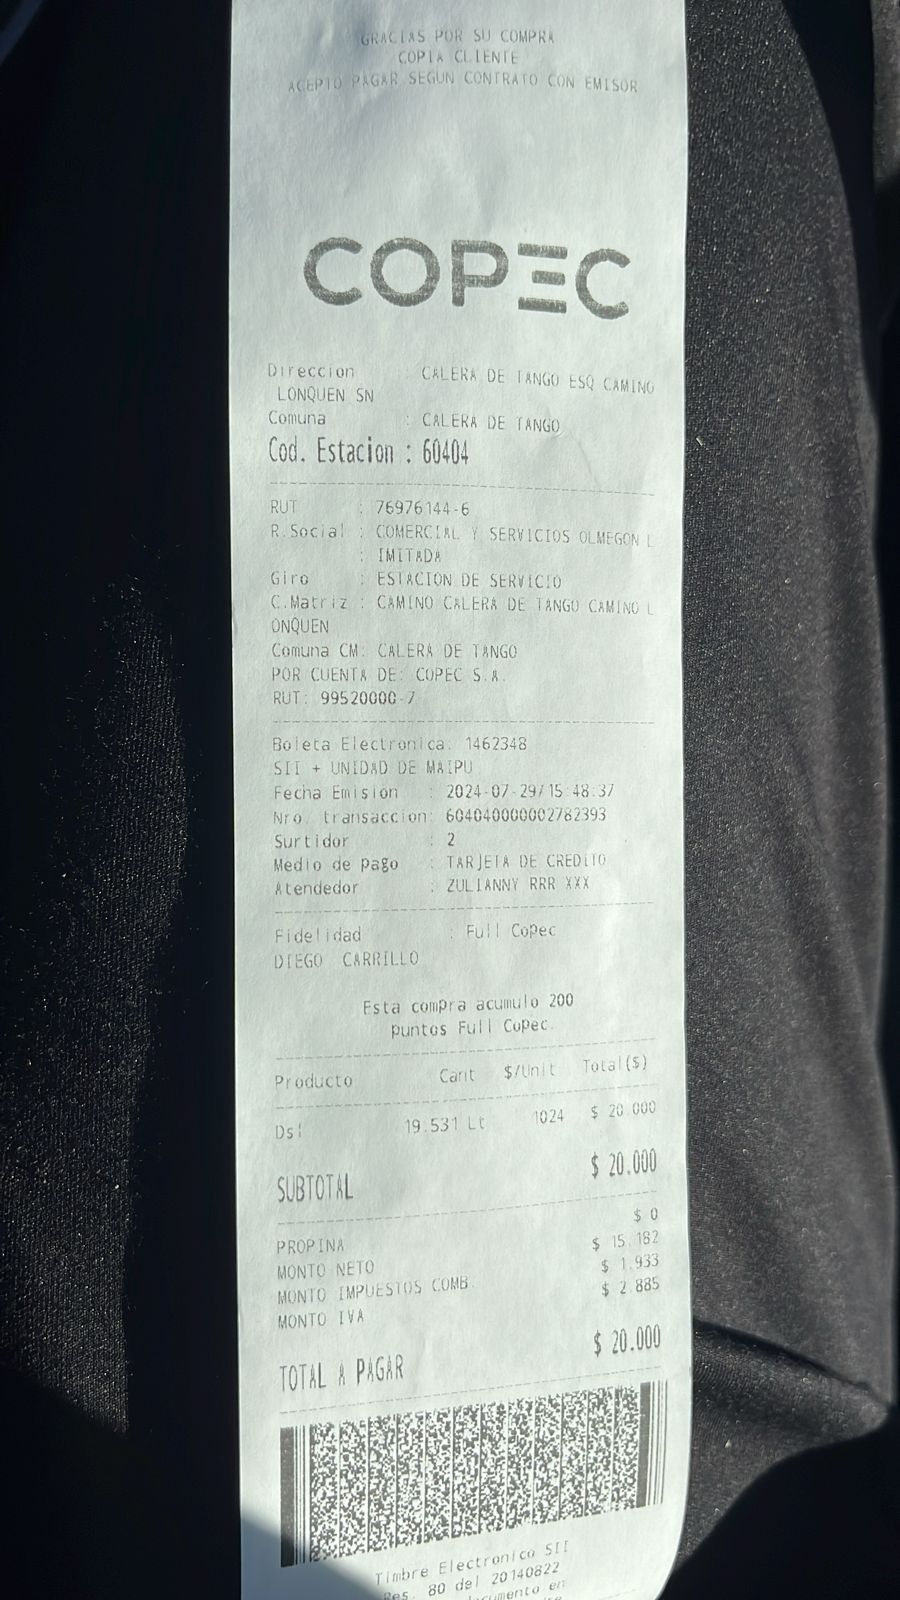 GRACIAS POR SU COMPRA
COPIA CLIENTE
ACEPTO PAGAR SEGUN CONTRATO CON EMISOR
COPEC
Direccion : CALERA DE TANGO ESQ CAMINO
LONQUEN SN
Comuna : CALERA DE TANGO
Cod. Estacion : 60404
RUT : 76976144-6
R.Social : COMERCIAL Y SERVICIOS OLMEGON L
: IMITADA
Giro : ESTACION DE SERVICIO
C.Matriz : CAMINO CALERA DE TANGO CAMINO L
ONQUEN
Comuna CM: CALERA DE TANGO
POR CUENTA DE: COPEC S.A.
RUT: 99520000-7
Boleta Electronica: 1462348
SII + UNIDAD DE MAIPU
Fecha Emision : 2024-07-29/15:48:37
Nro. transaccion: 604040000002782393
Surtidor : 2
Medio de pago : TARJETA DE CREDITO
Atendedor : ZULIANNY RRR XXX
Fidelidad : Full Copec
DIEGO CARRILLO
Esta compra acumulo 200
puntos Full Copec.
Producto Cant $/Unit Total($)
Dsl 19.531 Lt 1024 $ 20.000
SUBTOTAL $ 20.000
PROPINA $ 0
MONTO NETO $ 15.182
MONTO IMPUESTOS COMB. $ 1.933
MONTO IVA $ 2.885
TOTAL A PAGAR $ 20.000
Timbre Electronico SII
Res. 80 del 20140822
en